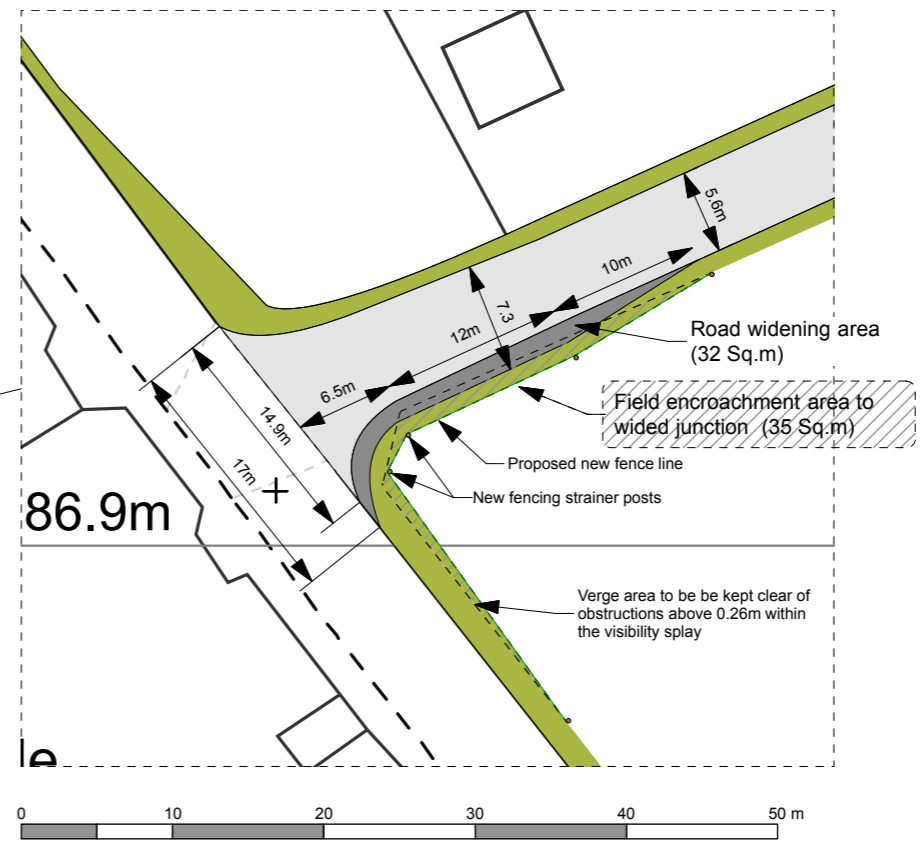 5.6m
10m
7.3
12m
6.5m
14.9m
17m
86.9m
Road widening area
(32 Sq.m)
Field encroachment area to
wided junction (35 Sq.m)
Proposed new fence line
New fencing strainer posts
Verge area to be be kept clear of
obstructions above 0.26m within
the visibility splay
le
0 10 20 30 40 50 m